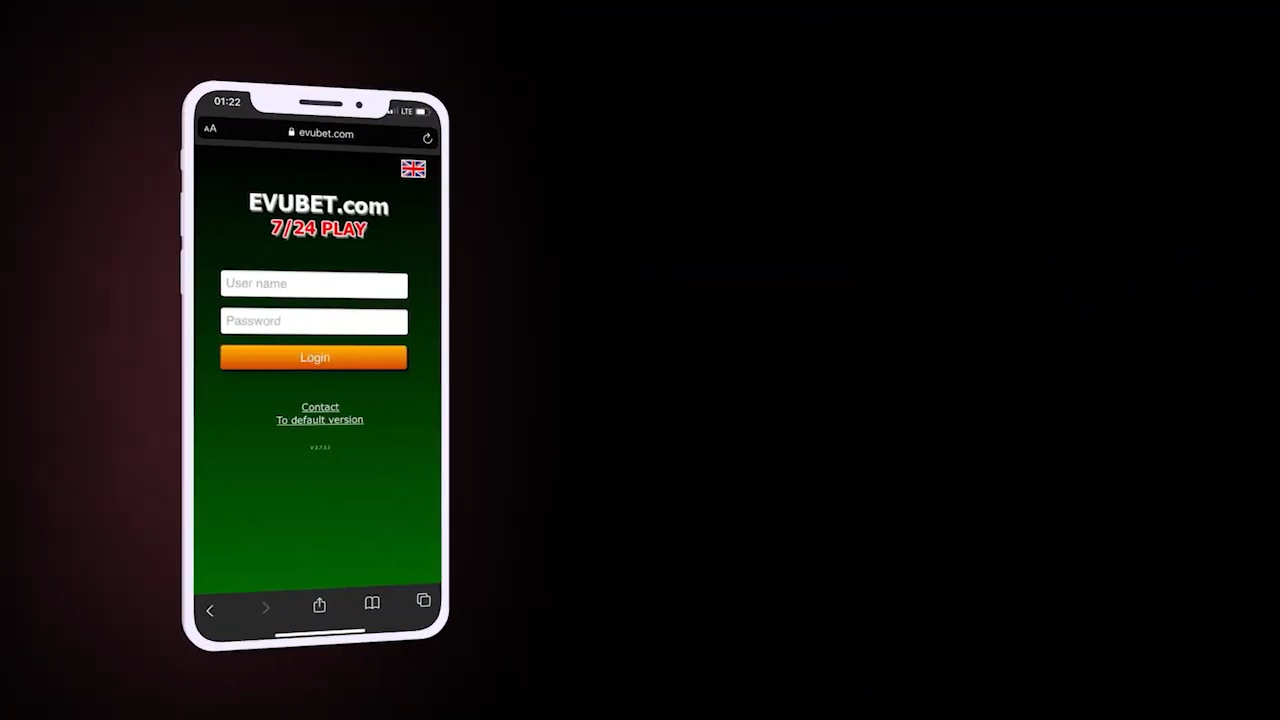 01:22
LTE
AA
evubet.com
EVUBET.com
7/24 PLAY
User name
Password
Login
Contact
To default version